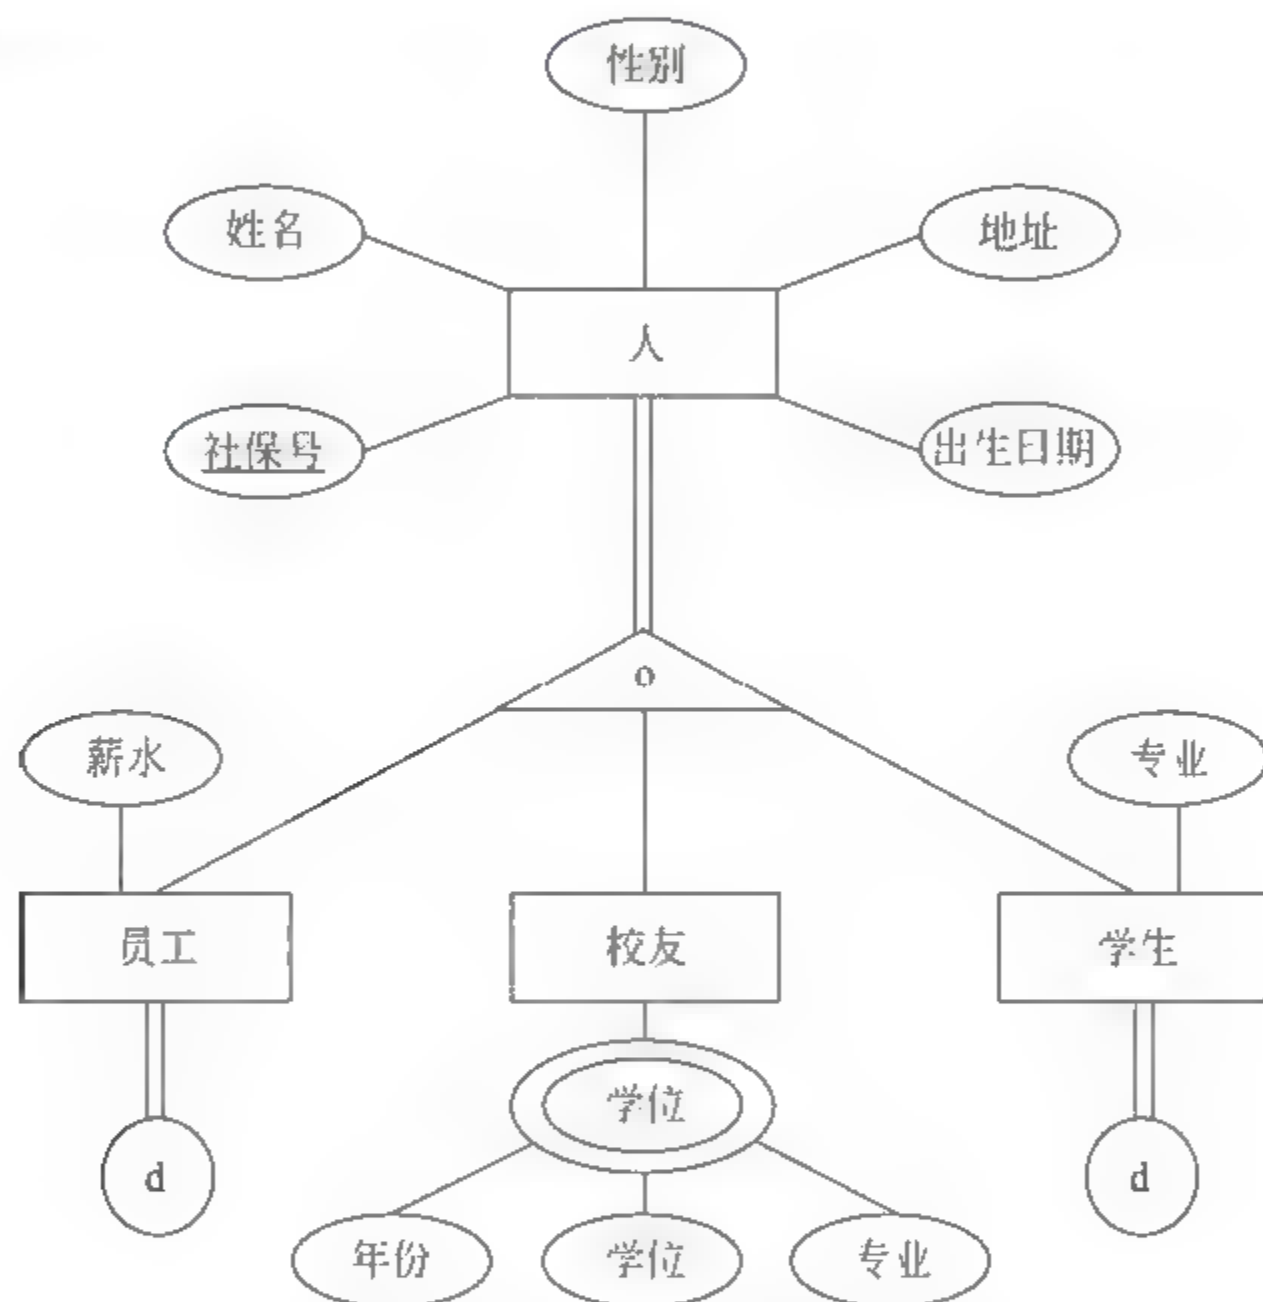 性别
姓名
地址
人
社保号
出生日期
o
薪水
专业
员工
校友
学生
学位
d
d
年份
学位
专业